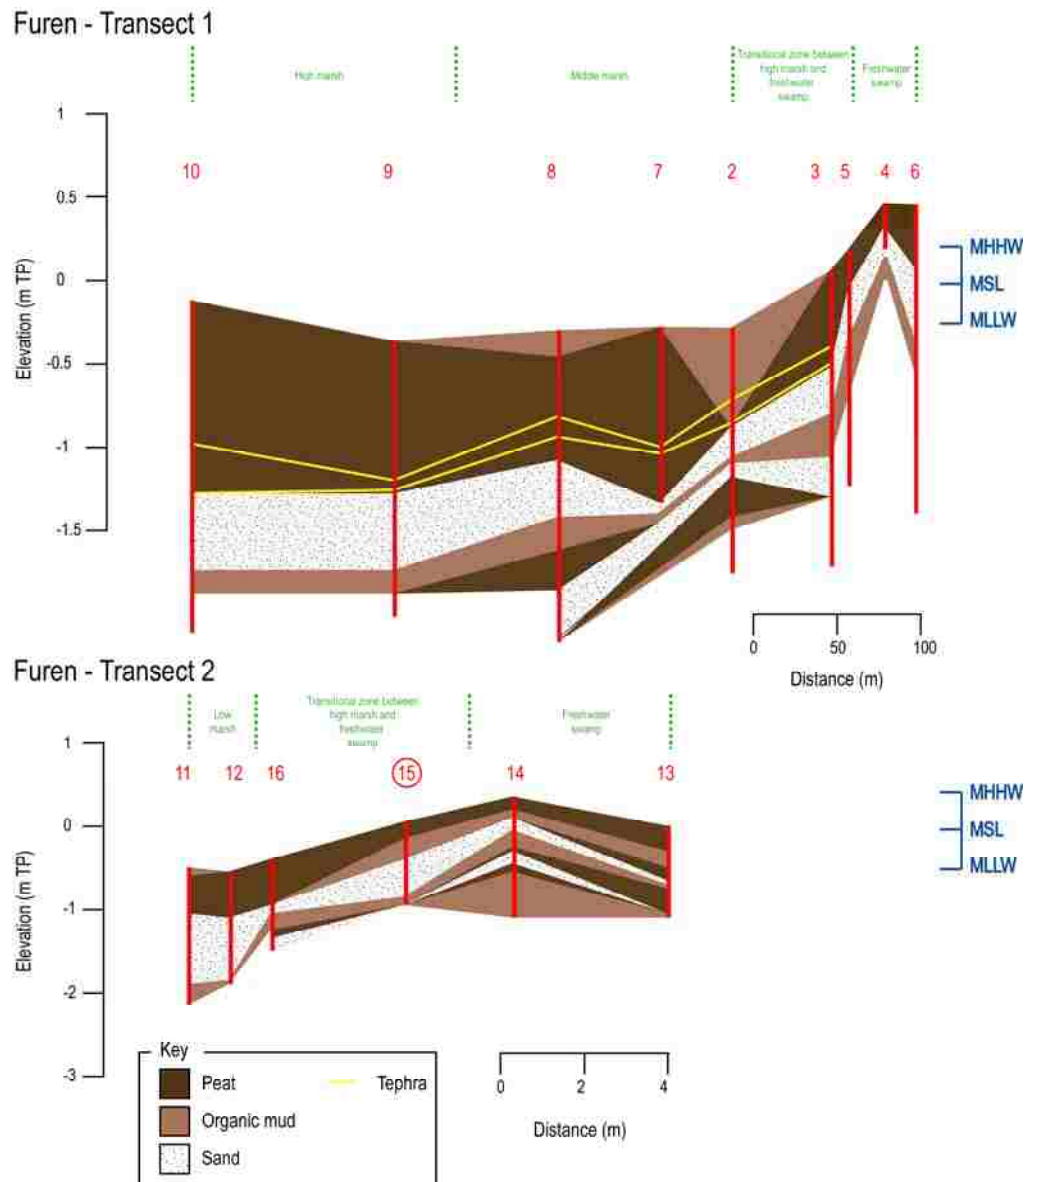 Furen - Transect 1
High marsh
Middle marsh
Transitional zone between
high marsh and
freshwater
swamp
Freshwater
swamp
10
9
8
7
2
3
5
4
6
1
0.5
0
-0.5
-1
-1.5
Elevation (m TP)
MHHW
MSL
MLLW
0
50
100
Distance (m)
Furen - Transect 2
Low
marsh
Transitional zone between
high marsh and
freshwater
swamp
Freshwater
swamp
11
12
16
15
14
13
1
0
-1
-2
-3
Elevation (m TP)
MHHW
MSL
MLLW
Key
Peat
Tephra
Organic mud
Sand
0
2
4
Distance (m)